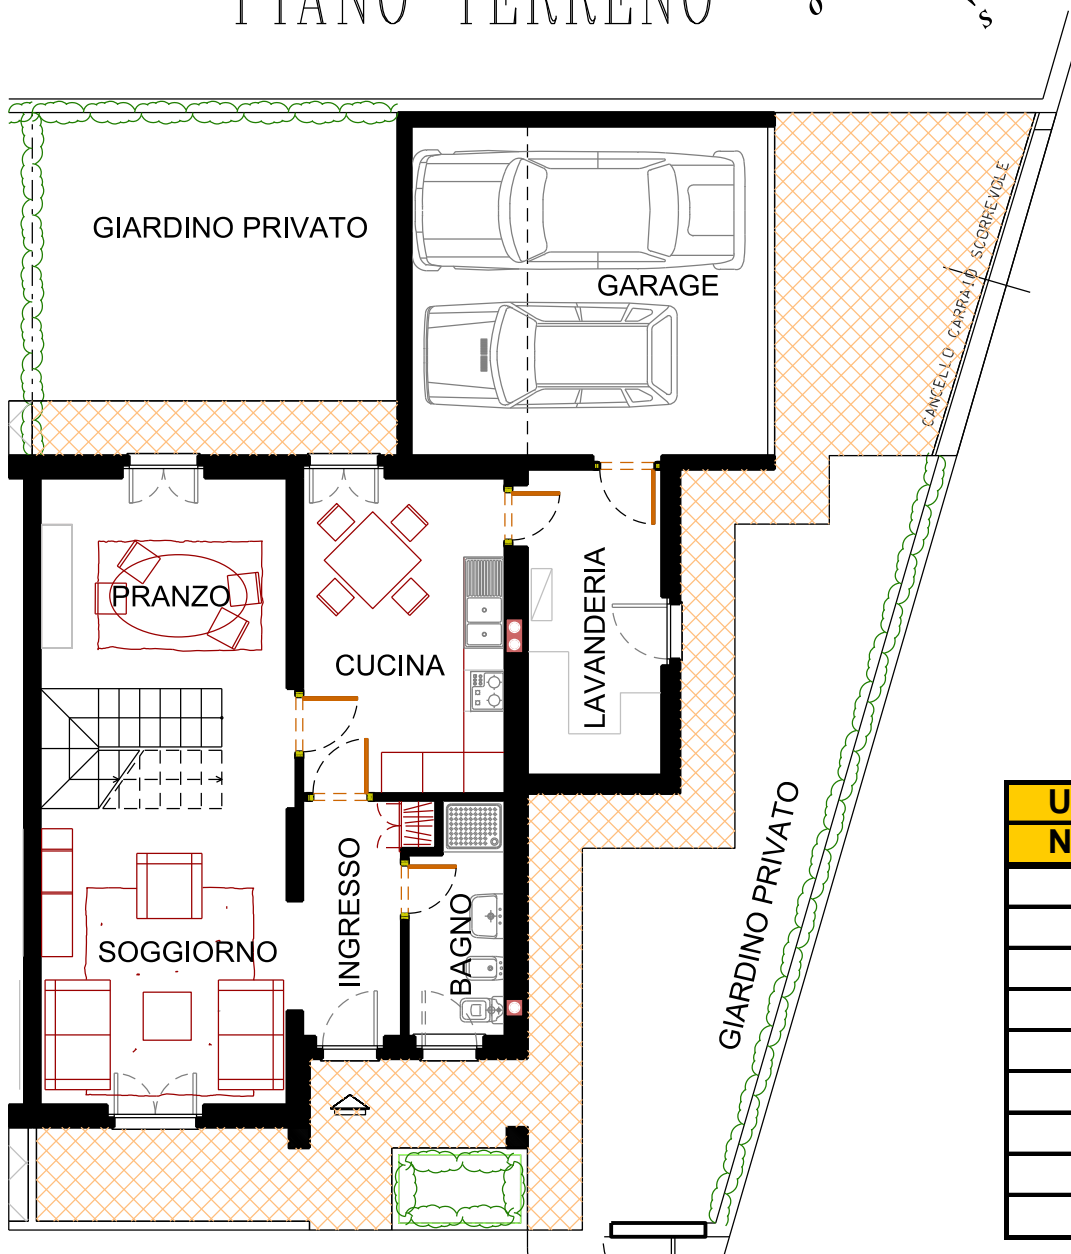 PIANO TERRENO
O
S
GIARDINO PRIVATO
GARAGE
CANCELLO CARRAIO SCORREVOLE
PRANZO
CUCINA
LAVANDERIA
SOGGIORNO
INGRESSO
BAGNO
GIARDINO PRIVATO
U
N